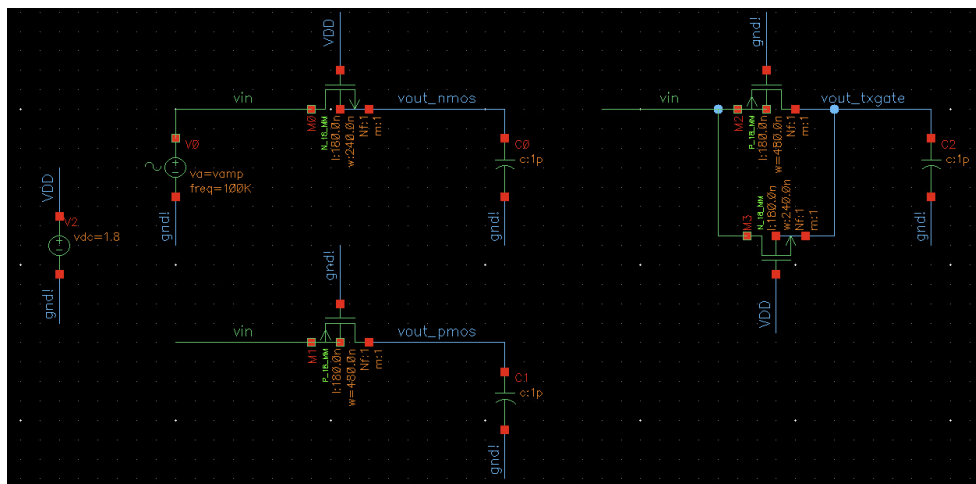 VDD
vin
M0
N_18_MM
l:180.0n
w:240.0n
Nf:1
m:1
vout_nmos
C0
c:1p
gnd!
V0
va=vamp
freq=100K
gnd!
VDD
V2
vdc=1.8
gnd!
gnd!
vin
M1
P_18_MM
l:180.0n
w:480.0n
Nf:1
m:1
vout_pmos
C1
c:1p
gnd!
gnd!
vin
M2
P_18_MM
l:180.0n
w:480.0n
Nf:1
m:1
vout_txgate
C2
c:1p
gnd!
M3
N_18_MM
l:180.0n
w:240.0n
Nf:1
m:1
VDD